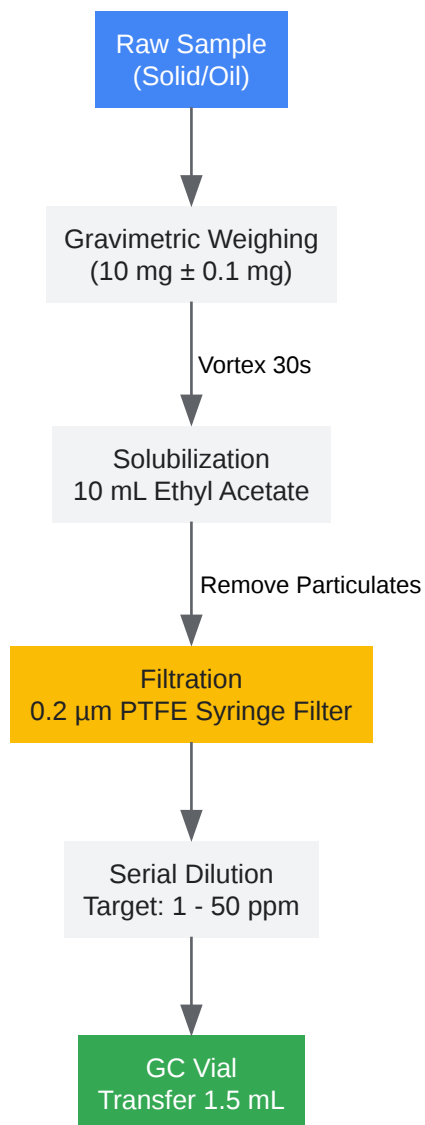 Raw Sample
(Solid/Oil)
Gravimetric Weighing
(10 mg ± 0.1 mg)
Vortex 30s
Solubilization
10 mL Ethyl Acetate
Remove Particulates
Filtration
0.2 µm PTFE Syringe Filter
Serial Dilution
Target: 1 - 50 ppm
GC Vial
Transfer 1.5 mL